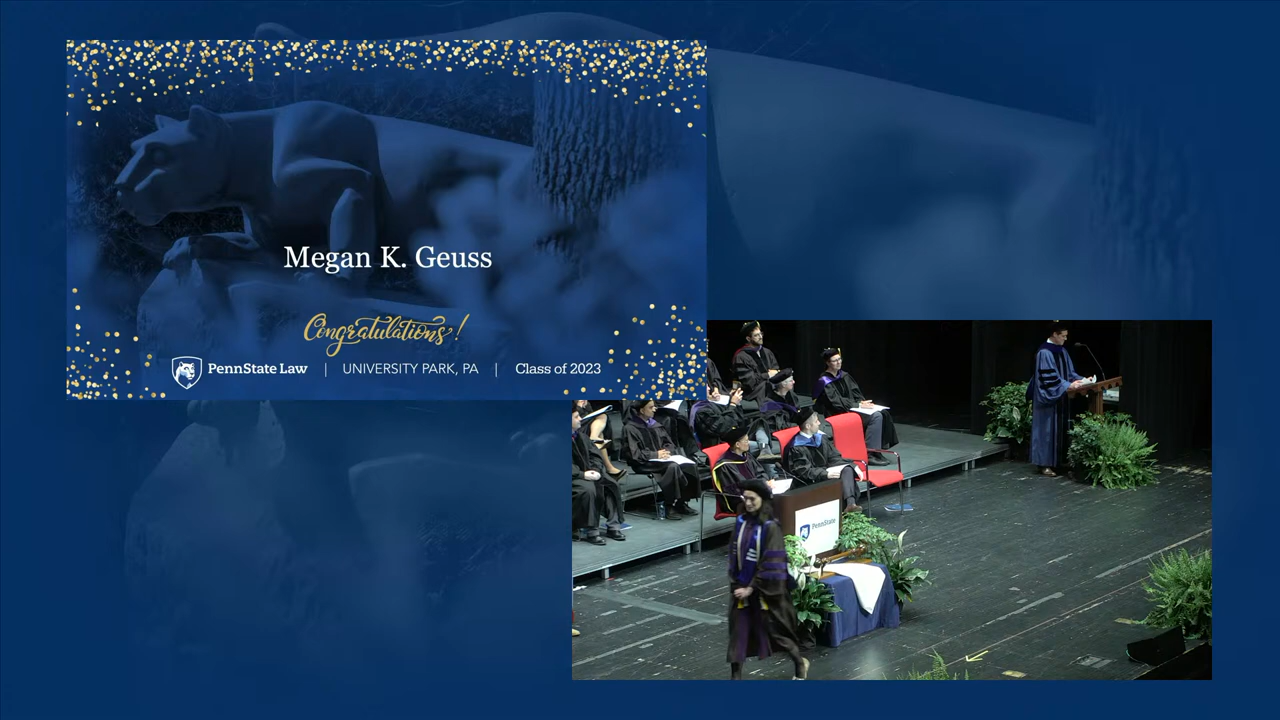 Megan K. Geuss
Congratulations!
PennState Law | UNIVERSITY PARK, PA | Class of 2023
PennState